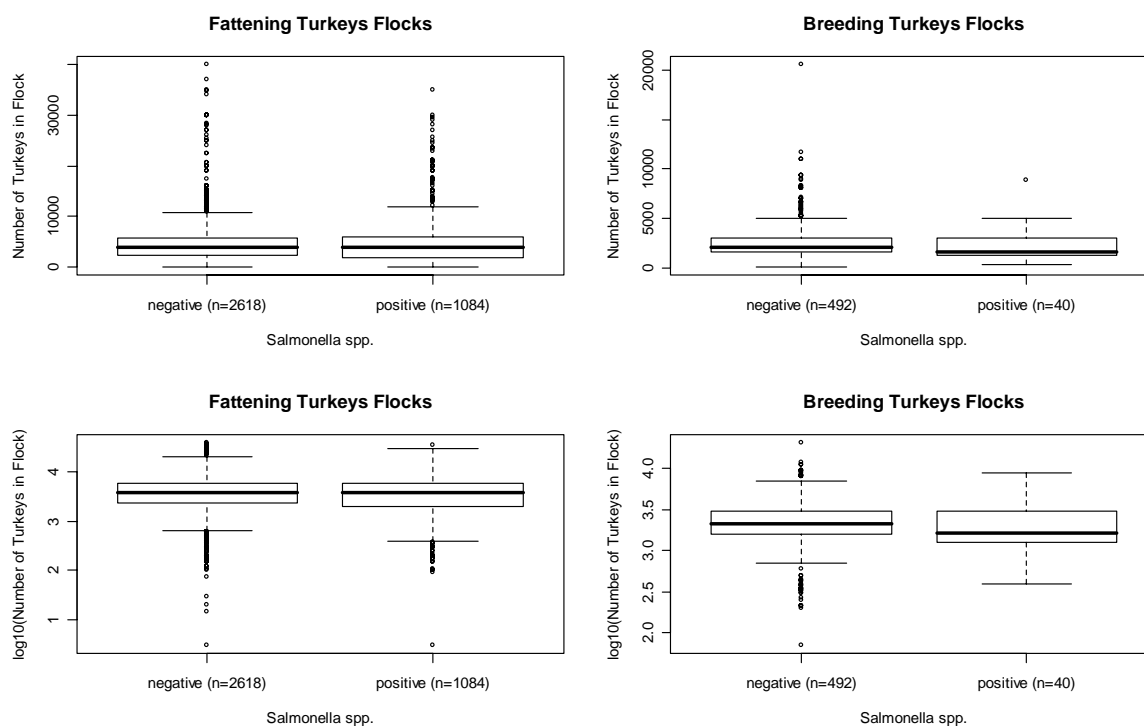 Fattening Turkeys Flocks
Number of Turkeys in Flock
0
10000
30000
negative (n=2618)
positive (n=1084)
Salmonella spp.
Breeding Turkeys Flocks
Number of Turkeys in Flock
0
5000
10000
20000
negative (n=492)
positive (n=40)
Salmonella spp.
Fattening Turkeys Flocks
log10(Number of Turkeys in Flock)
1
2
3
4
negative (n=2618)
positive (n=1084)
Salmonella spp.
Breeding Turkeys Flocks
log10(Number of Turkeys in Flock)
2.0
2.5
3.0
3.5
4.0
negative (n=492)
positive (n=40)
Salmonella spp.